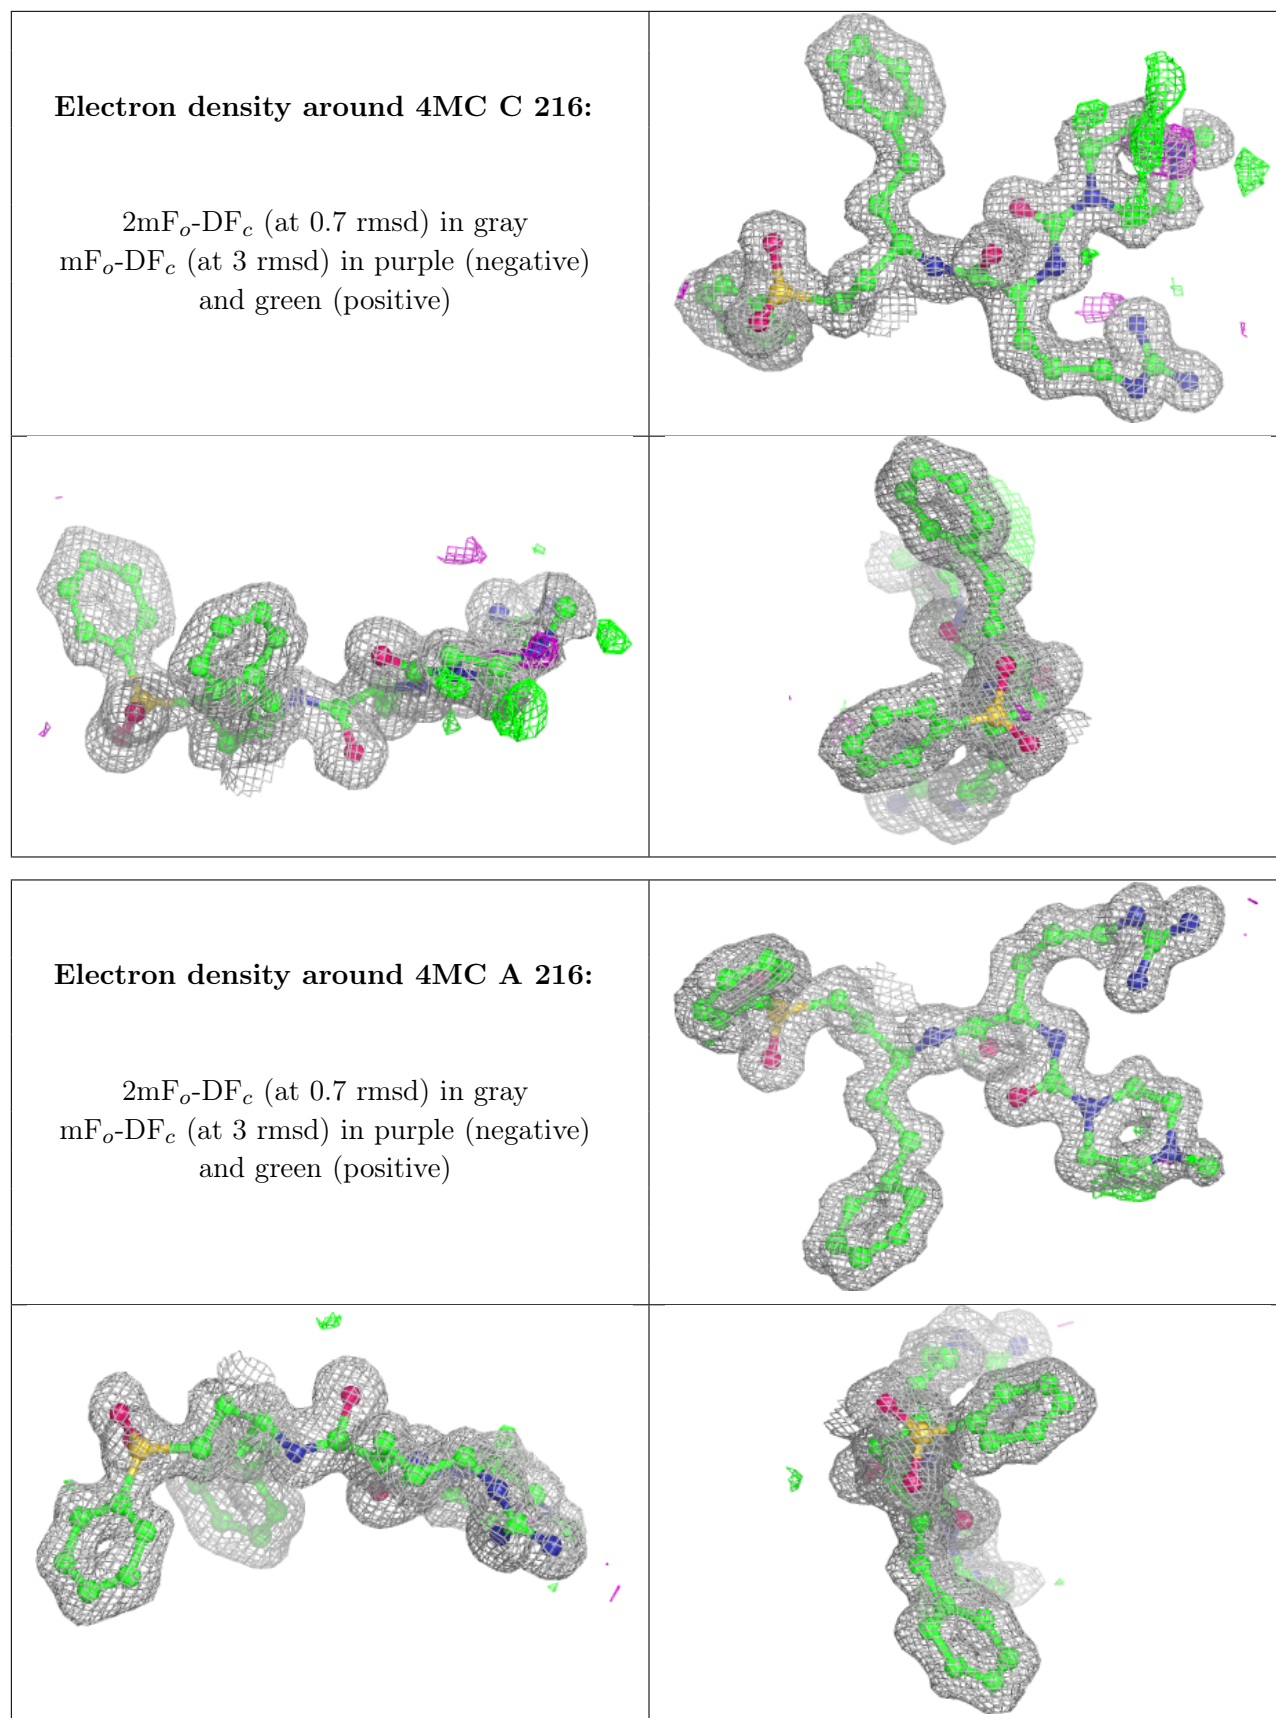 Electron density around 4MC C 216:
2mFo-DFc (at 0.7 rmsd) in gray
mFo-DFc (at 3 rmsd) in purple (negative)
and green (positive)
Electron density around 4MC A 216:
2mFo-DFc (at 0.7 rmsd) in gray
mFo-DFc (at 3 rmsd) in purple (negative)
and green (positive)